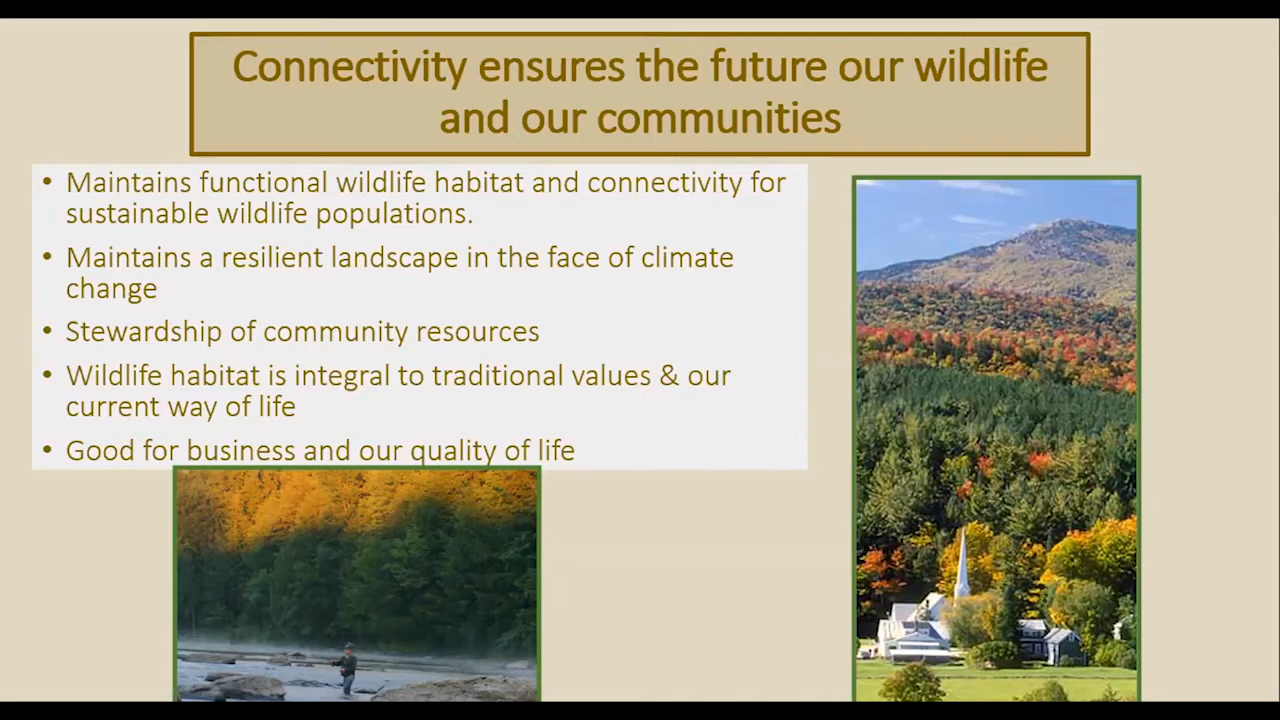 Connectivity ensures the future our wildlife
and our communities
• Maintains functional wildlife habitat and connectivity for
sustainable wildlife populations.
• Maintains a resilient landscape in the face of climate
change
• Stewardship of community resources
• Wildlife habitat is integral to traditional values & our
current way of life
• Good for business and our quality of life